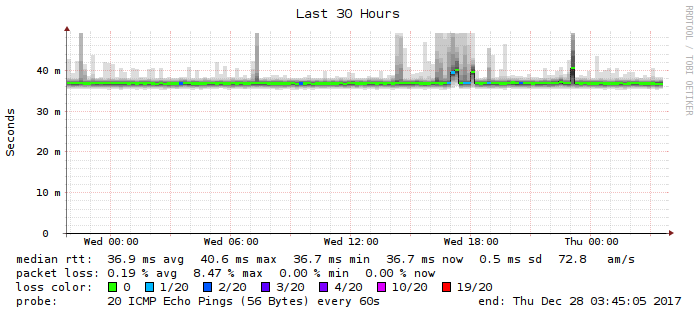 Last 30 Hours
RRDTOOL / TOBI OETIKER
Seconds
40 m
30 m
20 m
10 m
0
Wed 00:00 Wed 06:00 Wed 12:00 Wed 18:00 Thu 00:00
median rtt: 36.9 ms avg 40.6 ms max 36.7 ms min 36.7 ms now 0.5 ms sd 72.8 am/s
packet loss: 0.19 % avg 8.47 % max 0.00 % min 0.00 % now
loss color: 0 1/20 2/20 3/20 4/20 10/20 19/20
probe: 20 ICMP Echo Pings (56 Bytes) every 60s end: Thu Dec 28 03:45:05 2017